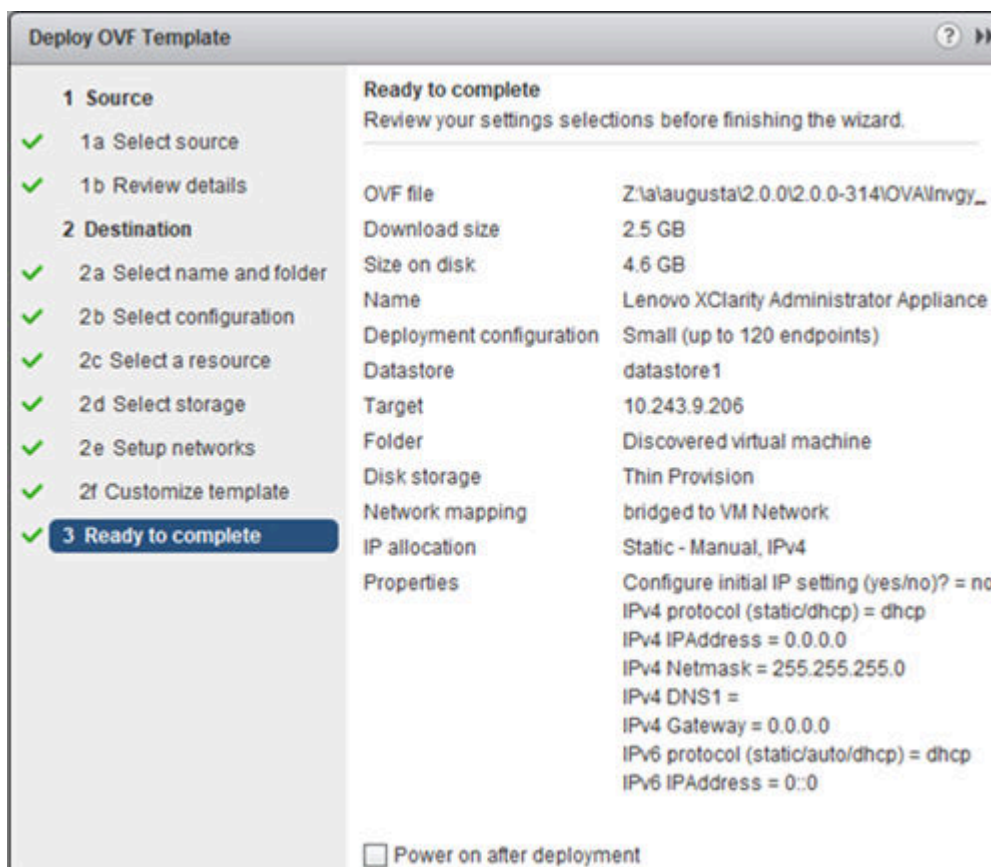 Deploy OVF Template
?
1 Source
1a Select source
1b Review details
2 Destination
2a Select name and folder
2b Select configuration
2c Select a resource
2d Select storage
2e Setup networks
2f Customize template
3 Ready to complete
Ready to complete
Review your settings selections before finishing the wizard.
OVF file Z:\a\augusta\2.0.0\2.0.0-314\OVA\Invgy_
Download size 2.5 GB
Size on disk 4.6 GB
Name Lenovo XClarity Administrator Appliance
Deployment configuration Small (up to 120 endpoints)
Datastore datastore1
Target 10.243.9.206
Folder Discovered virtual machine
Disk storage Thin Provision
Network mapping bridged to VM Network
IP allocation Static - Manual, IPv4
Properties Configure initial IP setting (yes/no)? = no
IPv4 protocol (static/dhcp) = dhcp
IPv4 IPAddress = 0.0.0.0
IPv4 Netmask = 255.255.255.0
IPv4 DNS1 =
IPv4 Gateway = 0.0.0.0
IPv6 protocol (static/auto/dhcp) = dhcp
IPv6 IPAddress = 0::0
Power on after deployment